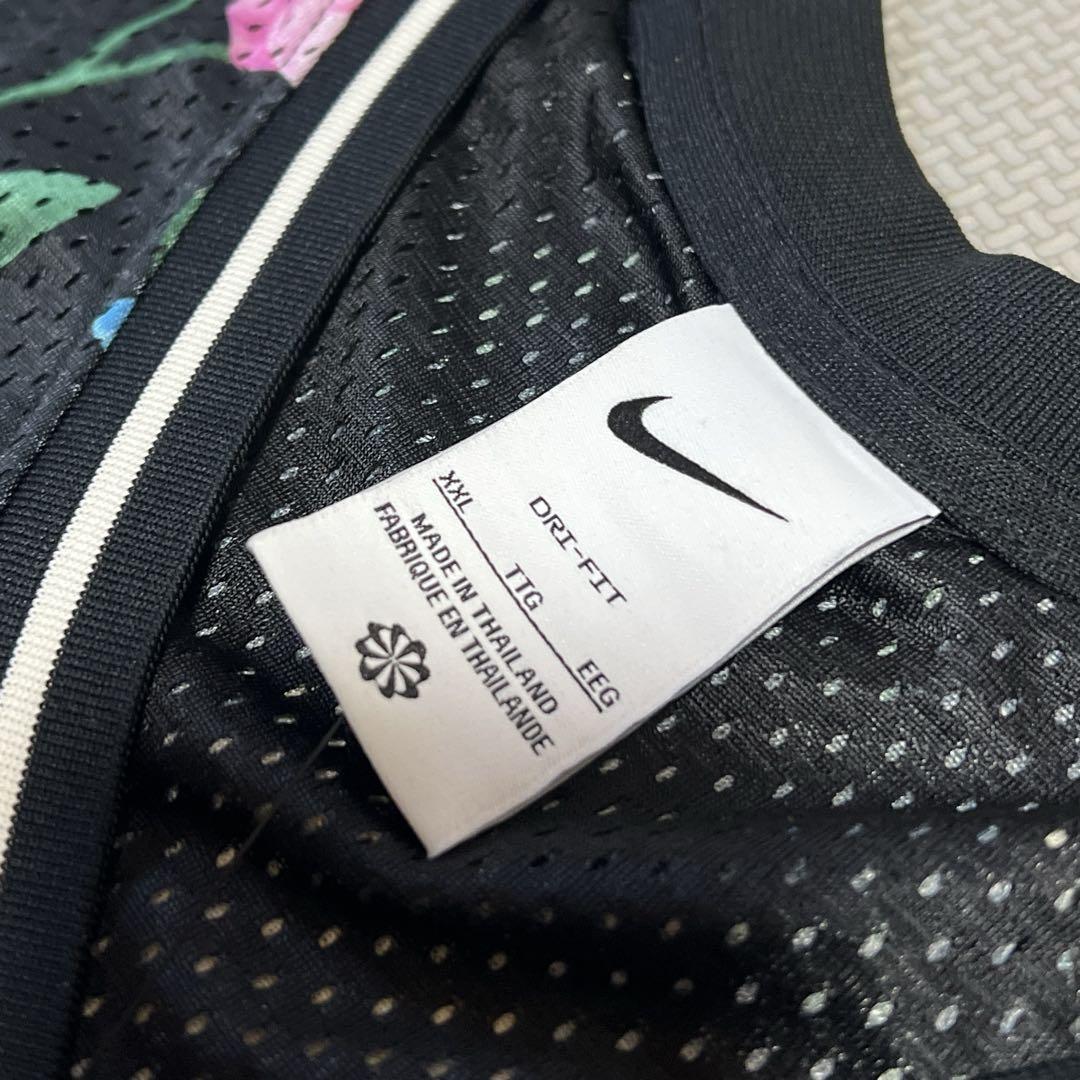 DRI-FIT
XXL TTG EEG
MADE IN THAILAND
FABRIQUE EN THAILANDE